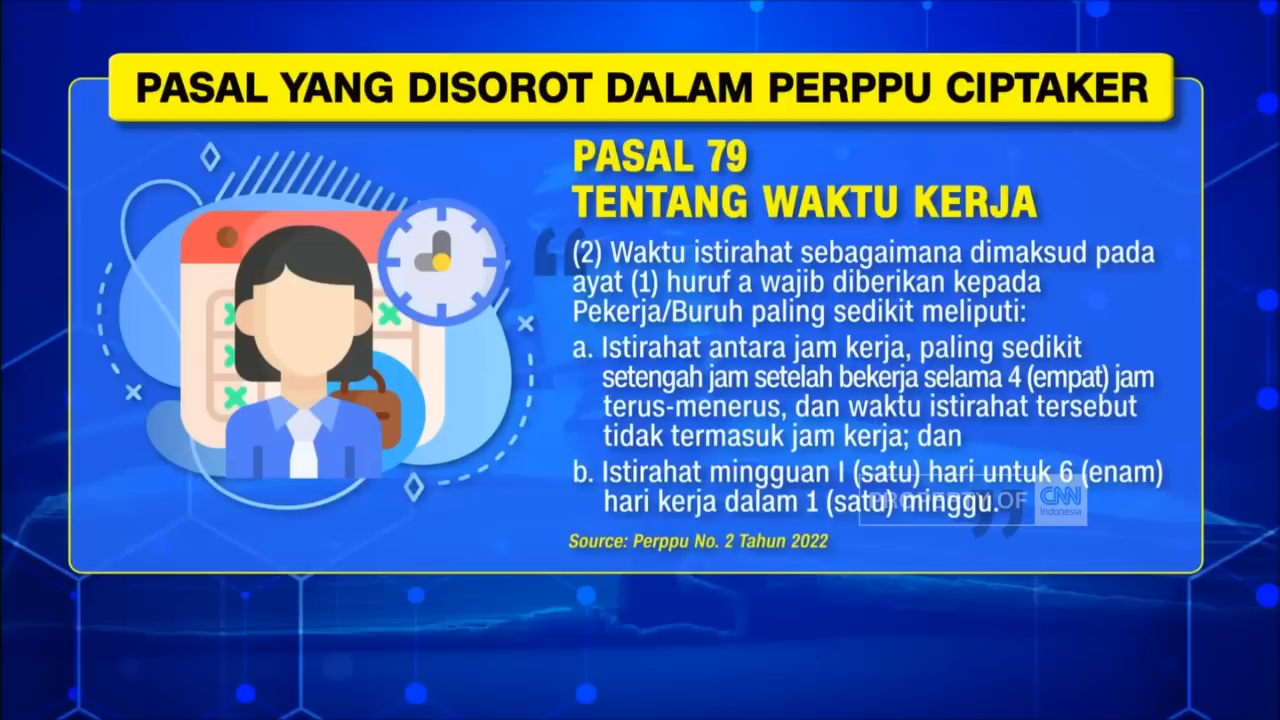 PASAL YANG DISOROT DALAM PERPPU CIPTAKER
PASAL 79
TENTANG WAKTU KERJA
(2) Waktu istirahat sebagaimana dimaksud pada
ayat (1) huruf a wajib diberikan kepada
Pekerja/Buruh paling sedikit meliputi:
a. Istirahat antara jam kerja, paling sedikit
setengah jam setelah bekerja selama 4 (empat) jam
terus-menerus, dan waktu istirahat tersebut
tidak termasuk jam kerja; dan
b. Istirahat mingguan I (satu) hari untuk 6 (enam)
hari kerja dalam 1 (satu) minggu.
PROPERTY OF
CNN
Indonesia
Source: Perppu No. 2 Tahun 2022